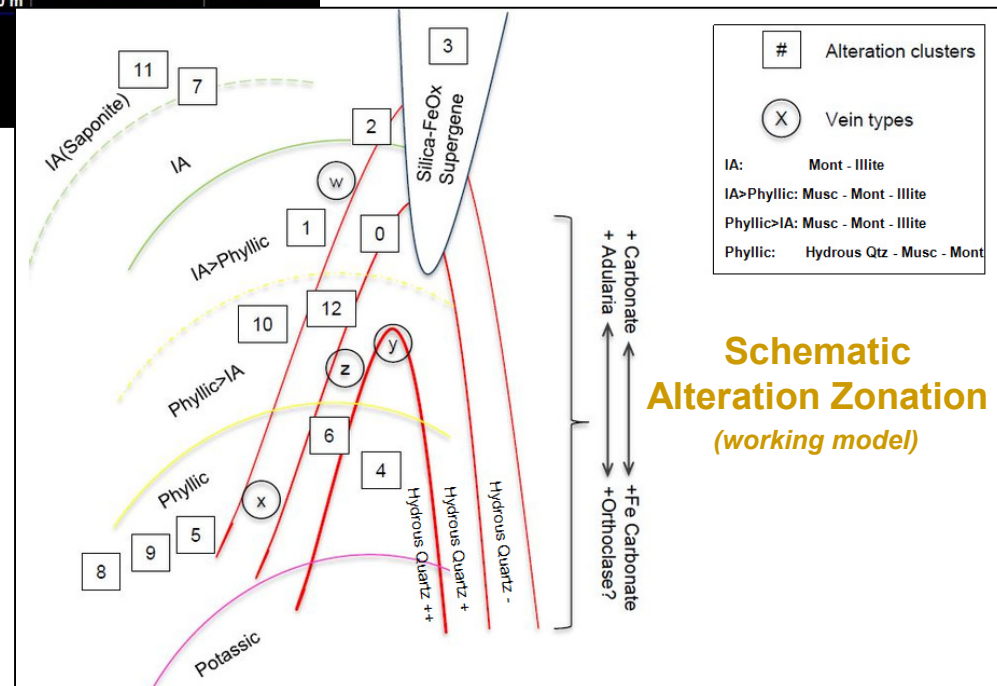 m
3
11
7
IA(Saponite)
IA
2
Silica-FeOx
Supergene
w
1
0
IA>Phyllic
12
10
y
z
Phyllic>IA
6
4
Phyllic
x
5
9
8
Hydrous Quartz ++
Hydrous Quartz +
Hydrous Quartz -
Potassic
+ Adularia
+ Carbonate
+Orthoclase?
+Fe Carbonate
# Alteration clusters
X Vein types
IA: Mont - Illite
IA>Phyllic: Musc - Mont - Illite
Phyllic>IA: Musc - Mont - Illite
Phyllic: Hydrous Qtz - Musc - Mont
Schematic
Alteration Zonation
(working model)